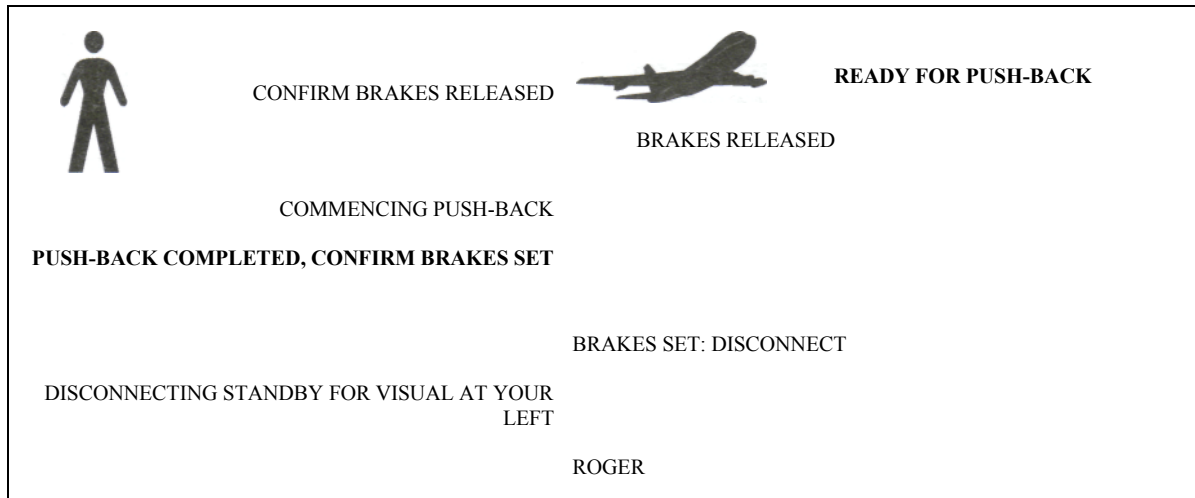 READY FOR PUSH-BACK
CONFIRM BRAKES RELEASED
BRAKES RELEASED
COMMENCING PUSH-BACK
PUSH-BACK COMPLETED, CONFIRM BRAKES SET
BRAKES SET: DISCONNECT
DISCONNECTING STANDBY FOR VISUAL AT YOUR
LEFT
ROGER